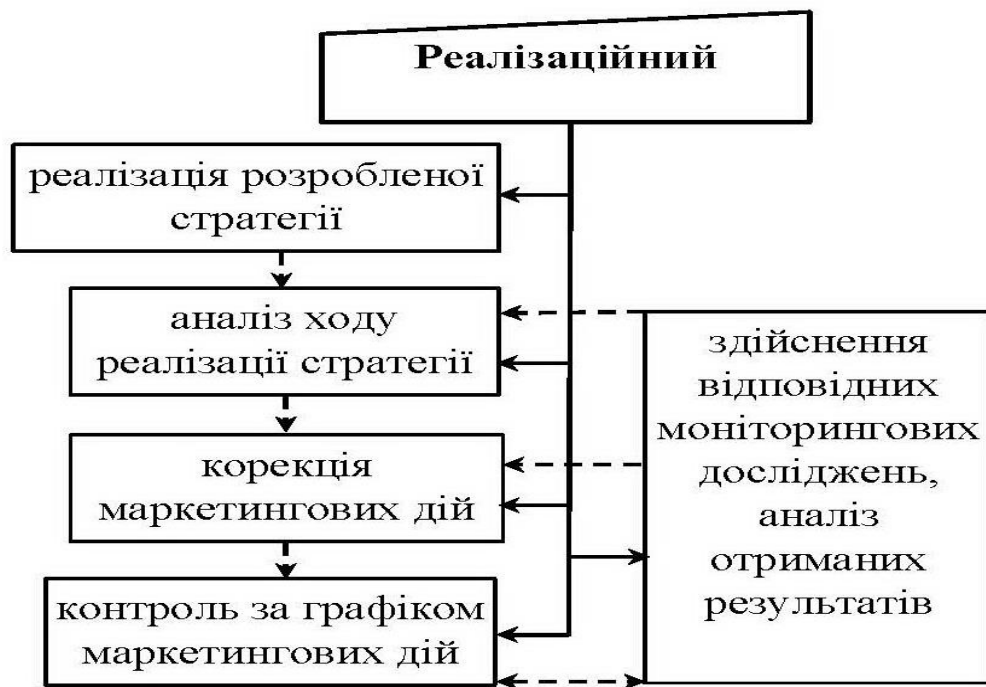 Реалізаційний
реалізація розробленої
стратегії
аналіз ходу
реалізації стратегії
корекція
маркетингових дій
контроль за графіком
маркетингових дій
здійснення
відповідних
моніторингових
досліджень,
аналіз
отриманих
результатів